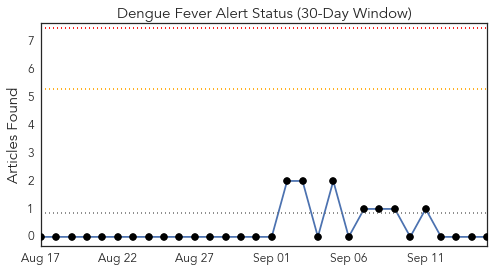 Dengue Fever Alert Status (30-Day Window)
Articles Found
7
6
5
4
3
2
1
0
Aug 17 Aug 22 Aug 27 Sep 01 Sep 06 Sep 11